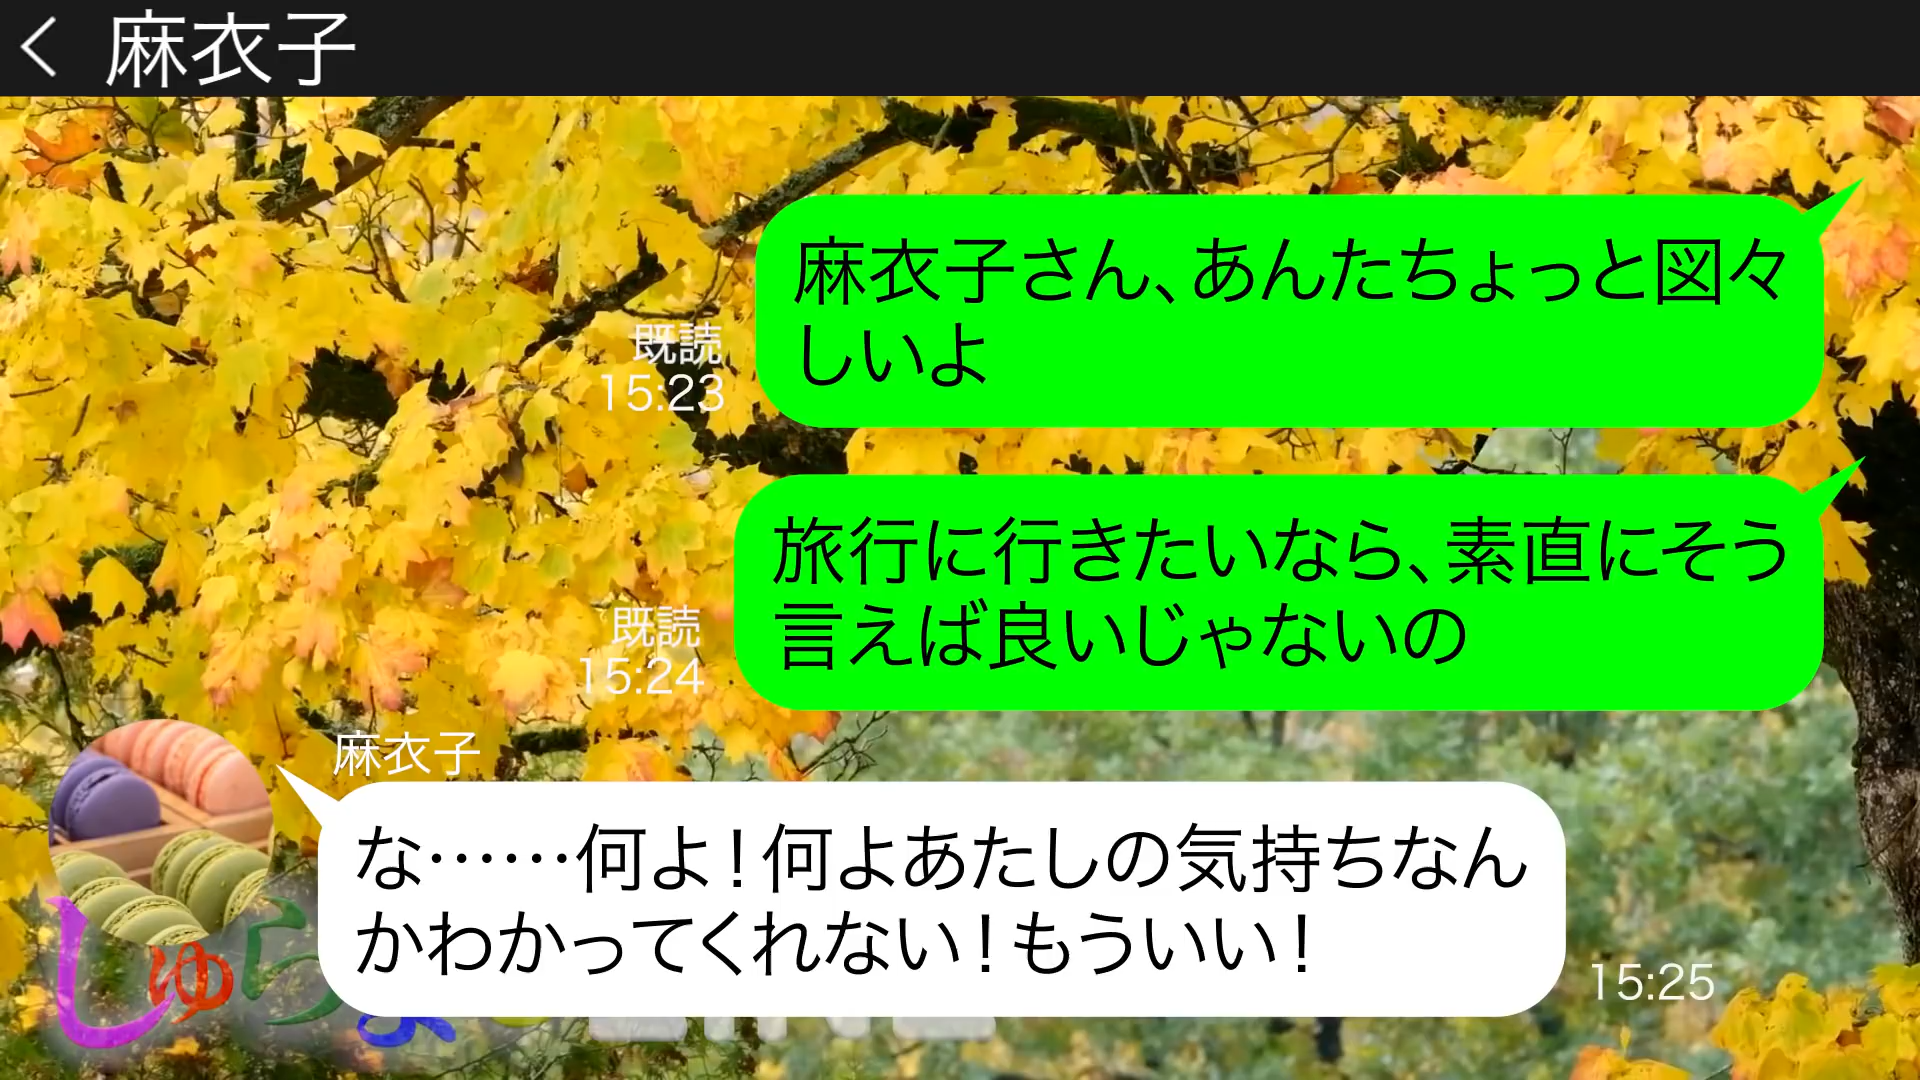 麻衣子
麻衣子さん、あんたちょっと図々
しいよ
既読
15:23
旅行に行きたいなら、素直にそう
言えば良いじゃないの
既読
15:24
麻衣子
な……何よ！何よあたしの気持ちなん
かわかってくれない！もういい！
15:25
しゅら